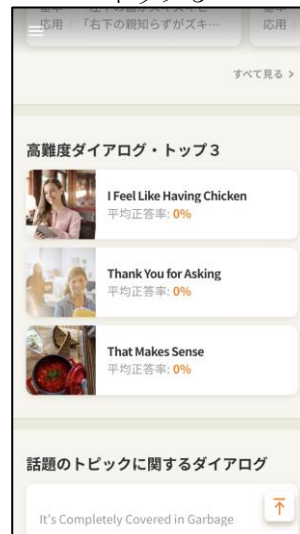 応用 「右下の親知らずがズキ…
応用
すべて見る >
高難度ダイアログ・トップ3
I Feel Like Having Chicken
平均正答率: 0%
Thank You for Asking
平均正答率: 0%
That Makes Sense
平均正答率: 0%
話題のトピックに関するダイアログ
It's Completely Covered in Garbage